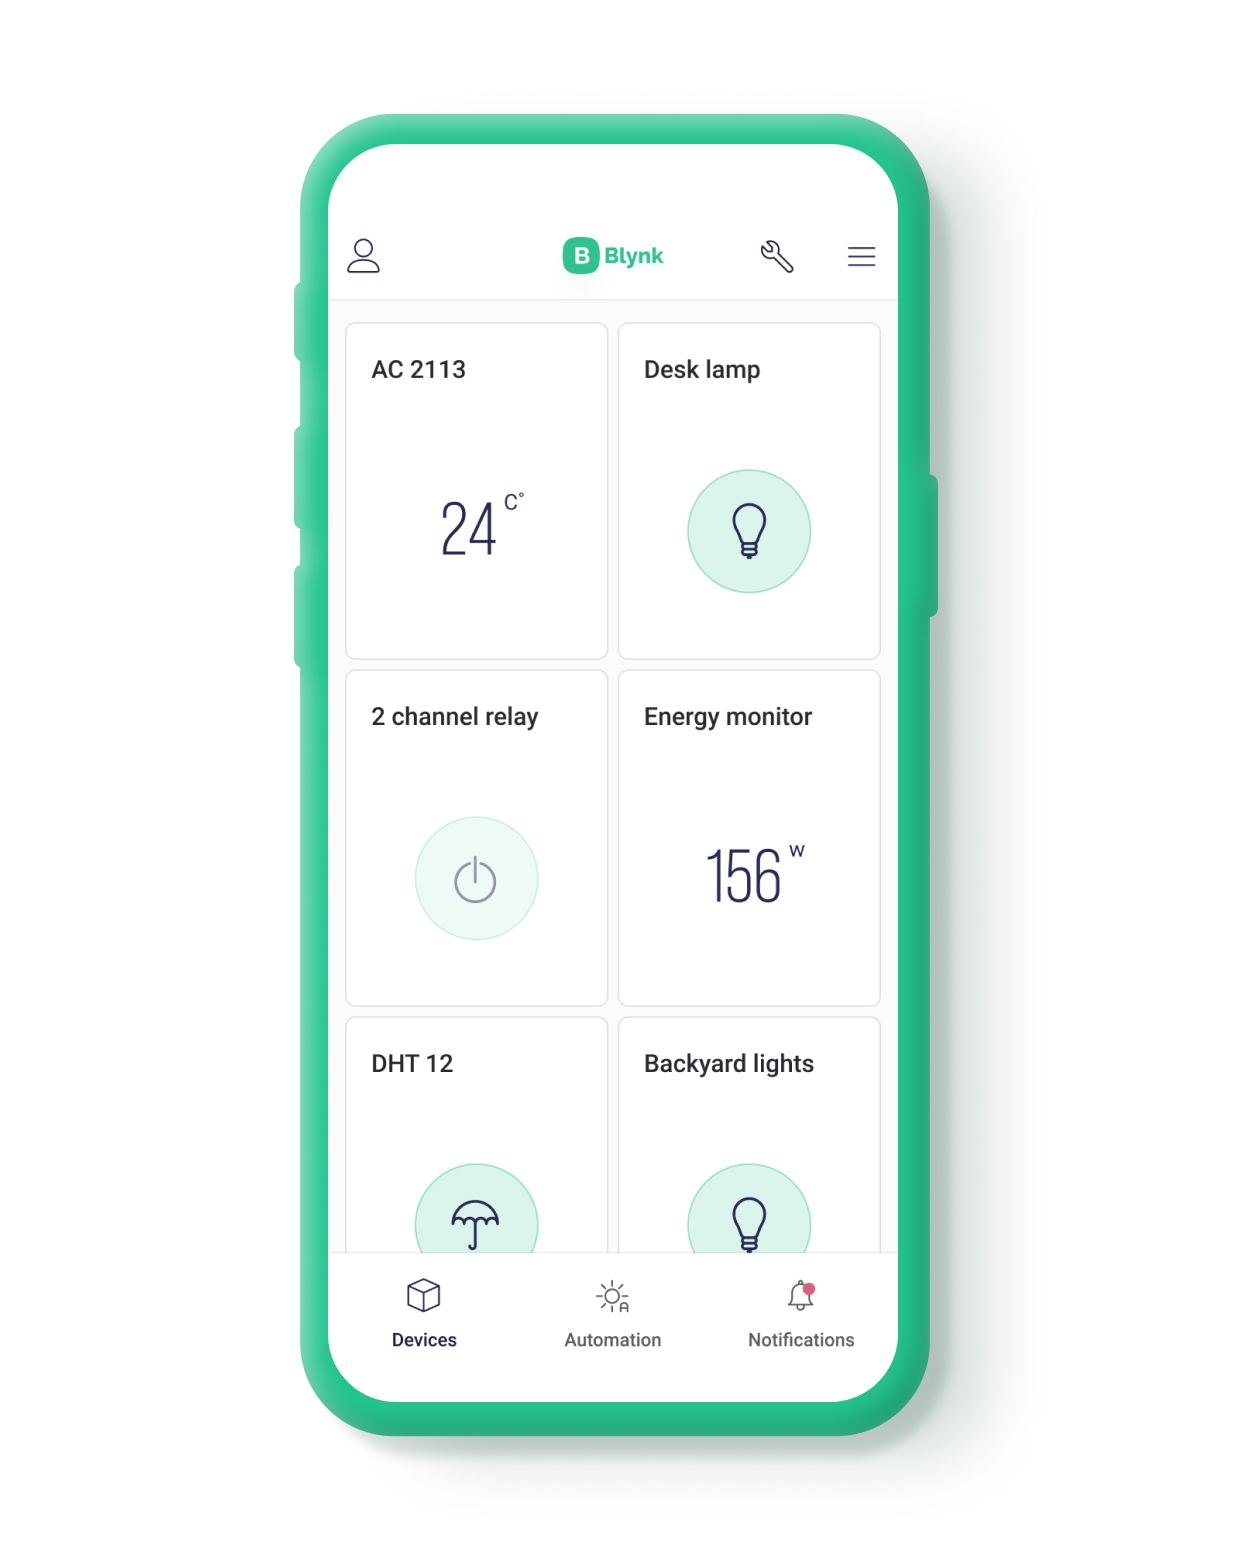 B Blynk
AC 2113
Desk lamp
24 C°
2 channel relay
Energy monitor
156 W
DHT 12
Backyard lights
A
Devices
Automation
Notifications